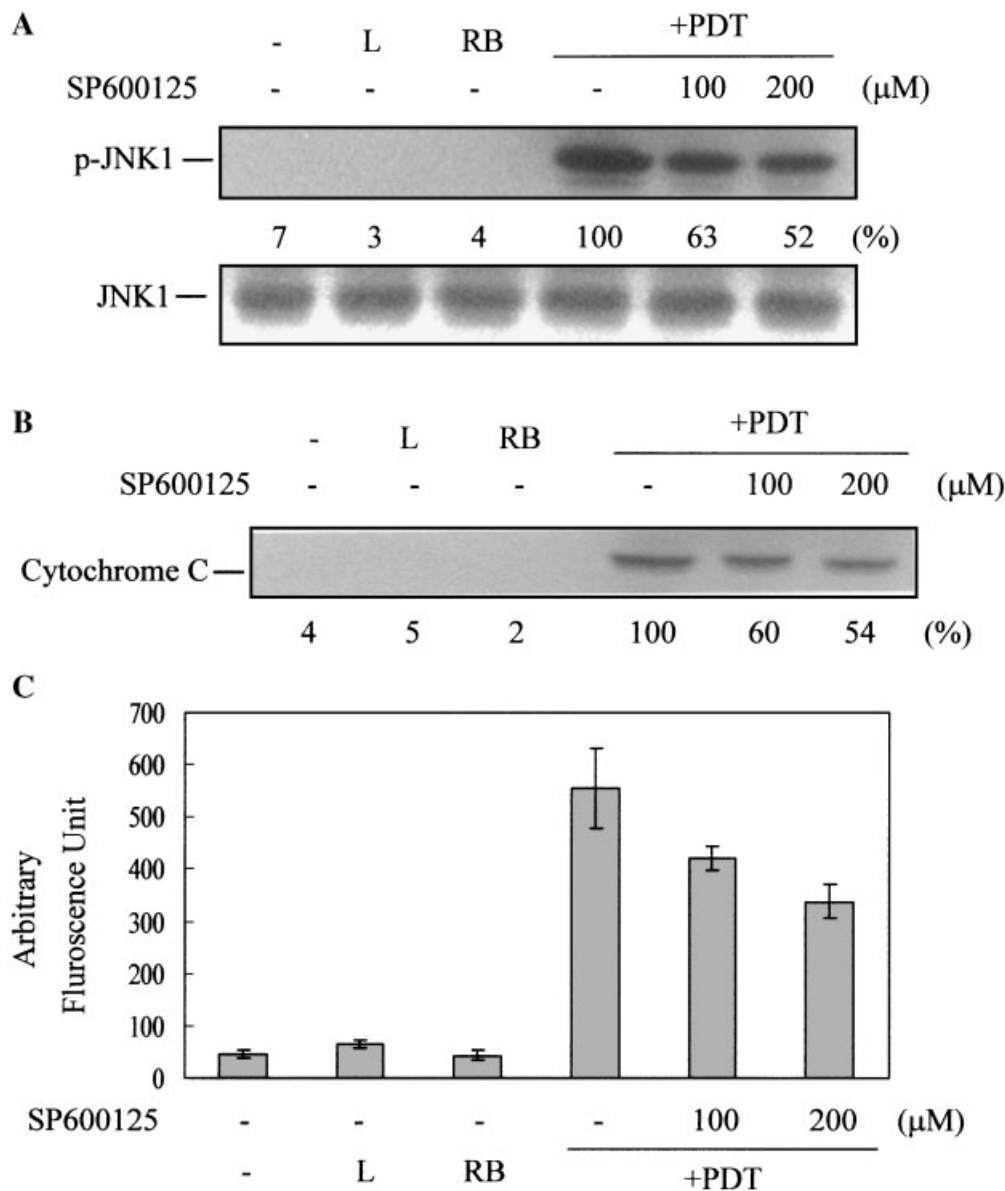 A
+PDT
- L RB
SP600125 - - - - 100 200 (μM)
p-JNK1
7 3 4 100 63 52 (%)
JNK1
B
+PDT
- L RB
SP600125 - - - - 100 200 (μM)
Cytochrome C
4 5 2 100 60 54 (%)
C
700
600
500
400
300
200
100
0
Arbitrary
Fluroscence Unit
SP600125 - - - - 100 200 (μM)
- L RB +PDT